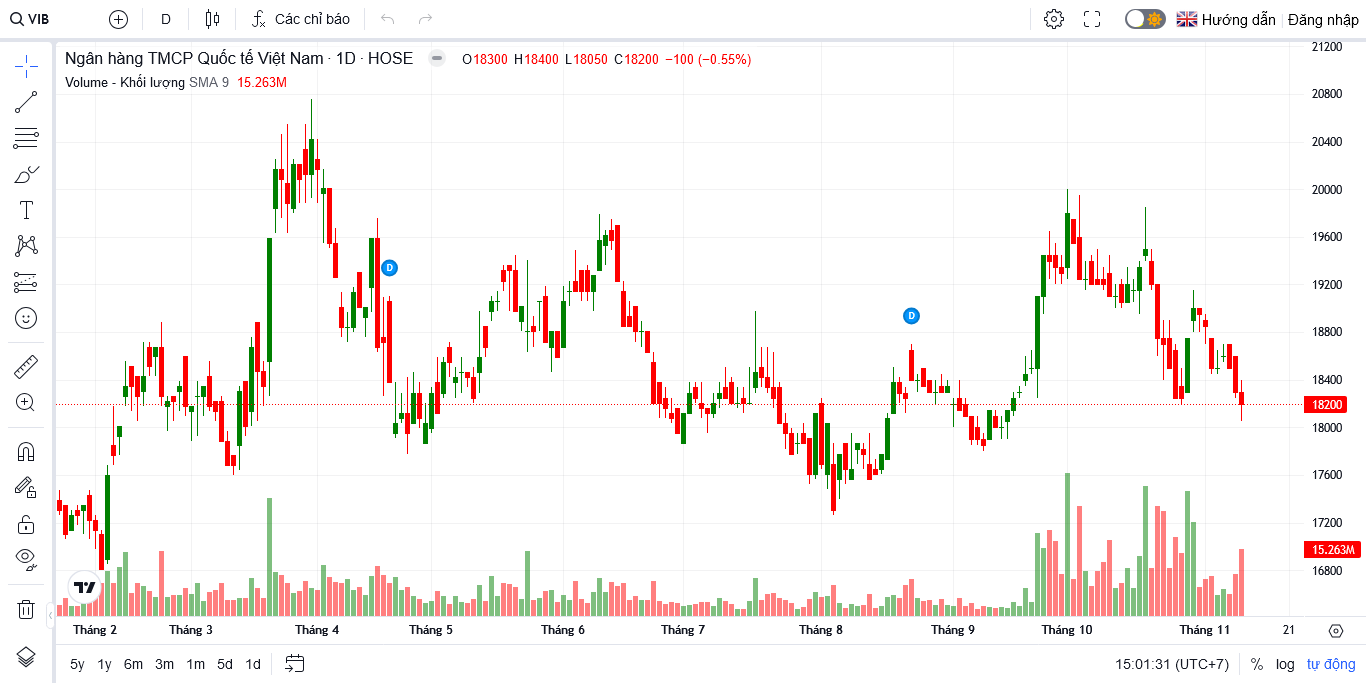 VIB D Các chỉ báo Hướng dẫn Đăng nhập
Ngân hàng TMCP Quốc tế Việt Nam · 1D · HOSE O18300 H18400 L18050 C18200 −100 (−0.55%)
Volume - Khối lượng SMA 9 15.263M
21200
20800
20400
20000
19600
19200
18800
18400
18200
18000
17600
17200
15.263M
16800
D
D
Tháng 2 Tháng 3 Tháng 4 Tháng 5 Tháng 6 Tháng 7 Tháng 8 Tháng 9 Tháng 10 Tháng 11 21
5y 1y 6m 3m 1m 5d 1d 15:01:31 (UTC+7) % log tự động